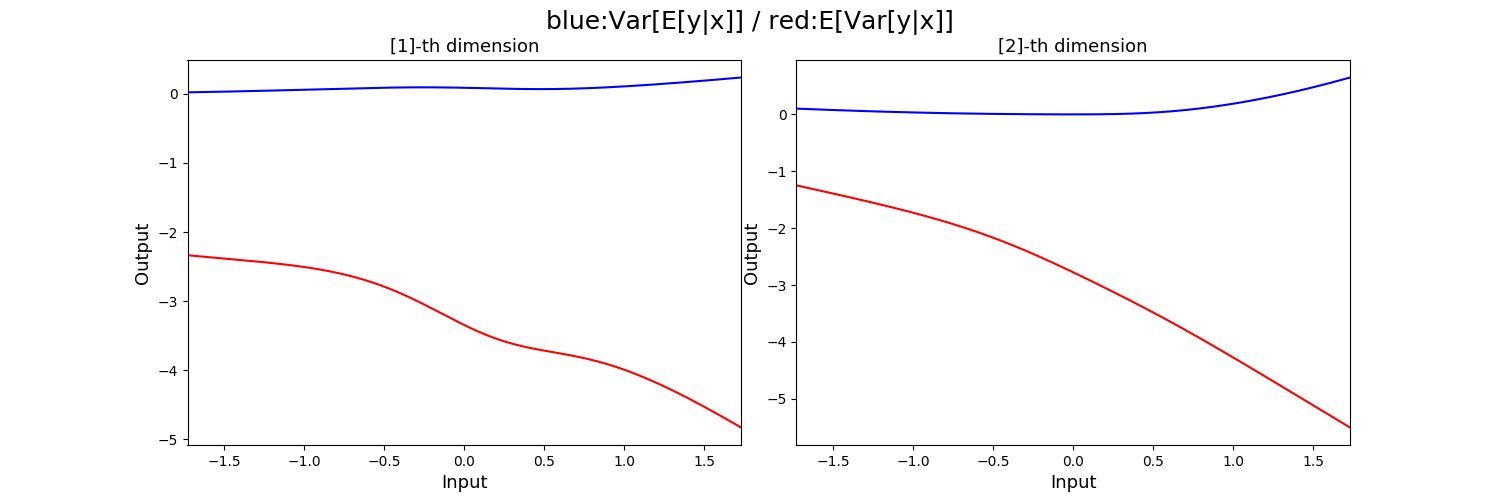 blue:Var[E[y|x]] / red:E[Var[y|x]]
[1]-th dimension
0
−1
−2
−3
−4
−5
Output
−1.5 −1.0 −0.5 0.0 0.5 1.0 1.5
Input
[2]-th dimension
0
−1
−2
−3
−4
−5
Output
−1.5 −1.0 −0.5 0.0 0.5 1.0 1.5
Input